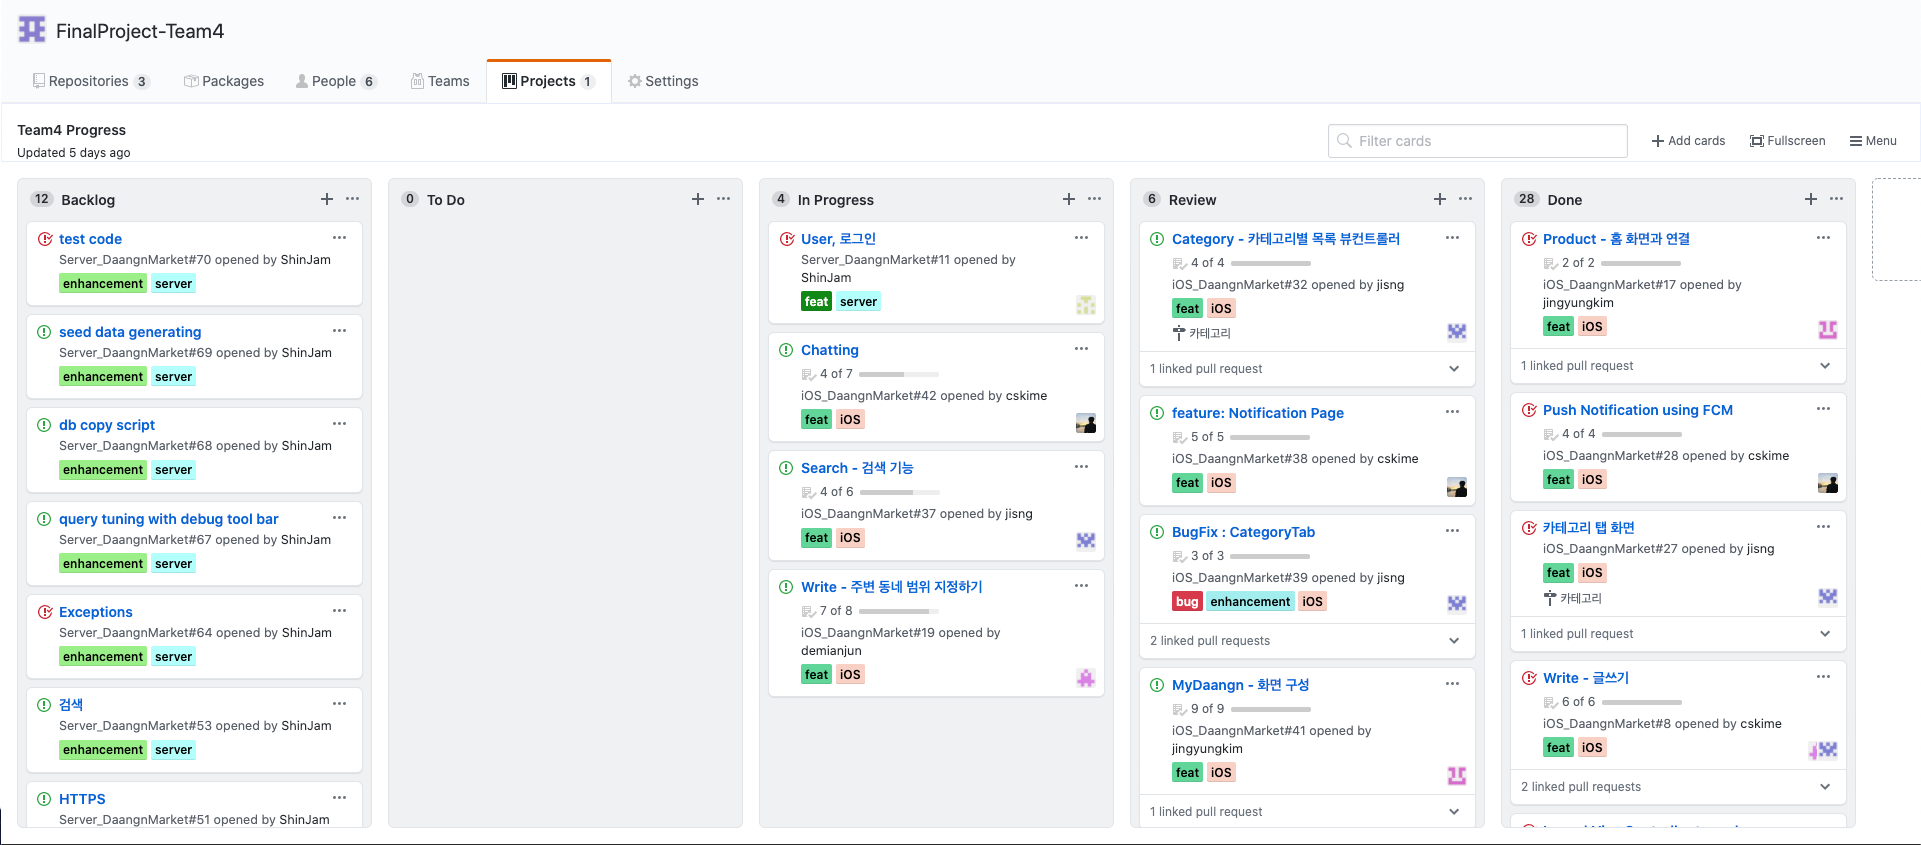 FinalProject-Team4
Repositories 3
Packages
People 6
Teams
Projects 1
Settings
Team4 Progress
Updated 5 days ago
Filter cards
Add cards
Fullscreen
Menu
12 Backlog
test code
Server_DaangnMarket#70 opened by ShinJam
enhancement server
seed data generating
Server_DaangnMarket#69 opened by ShinJam
enhancement server
db copy script
Server_DaangnMarket#68 opened by ShinJam
enhancement server
query tuning with debug tool bar
Server_DaangnMarket#67 opened by ShinJam
enhancement server
Exceptions
Server_DaangnMarket#64 opened by ShinJam
enhancement server
검색
Server_DaangnMarket#53 opened by ShinJam
enhancement server
HTTPS
Server_DaangnMarket#51 opened by ShinJam
0 To Do
4 In Progress
User, 로그인
Server_DaangnMarket#11 opened by
ShinJam
feat server
Chatting
4 of 7
iOS_DaangnMarket#42 opened by cskime
feat iOS
Search - 검색 기능
4 of 6
iOS_DaangnMarket#37 opened by jisng
feat iOS
Write - 주변 동네 범위 지정하기
7 of 8
iOS_DaangnMarket#19 opened by
demianjun
feat iOS
6 Review
Category - 카테고리별 목록 뷰컨트롤러
4 of 4
iOS_DaangnMarket#32 opened by jisng
feat iOS
카테고리
1 linked pull request
feature: Notification Page
5 of 5
iOS_DaangnMarket#38 opened by cskime
feat iOS
BugFix : CategoryTab
3 of 3
iOS_DaangnMarket#39 opened by jisng
bug enhancement iOS
2 linked pull requests
MyDaangn - 화면 구성
9 of 9
iOS_DaangnMarket#41 opened by
jingyungkim
feat iOS
1 linked pull request
28 Done
Product - 홈 화면과 연결
2 of 2
iOS_DaangnMarket#17 opened by
jingyungkim
feat iOS
1 linked pull request
Push Notification using FCM
4 of 4
iOS_DaangnMarket#28 opened by cskime
feat iOS
카테고리 탭 화면
iOS_DaangnMarket#27 opened by jisng
feat iOS
카테고리
1 linked pull request
Write - 글쓰기
6 of 6
iOS_DaangnMarket#8 opened by cskime
feat iOS
2 linked pull requests